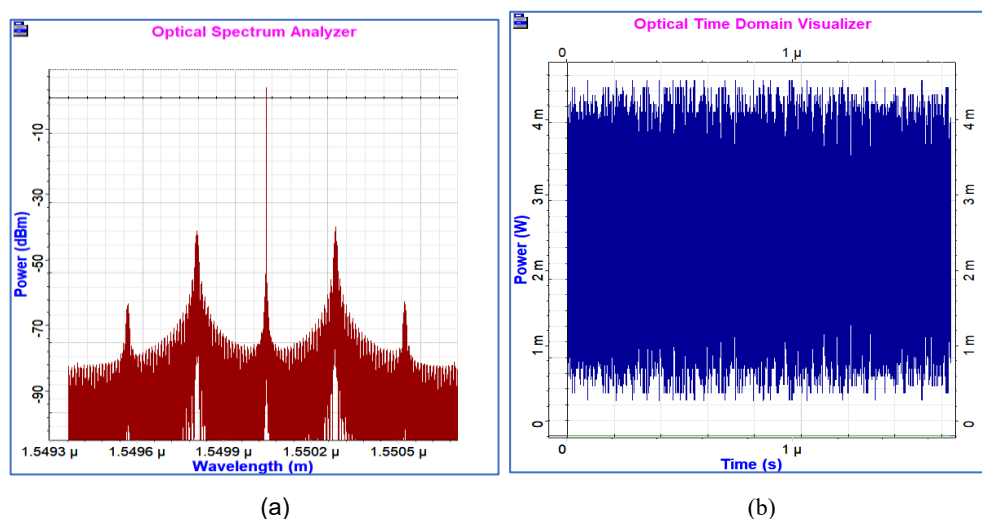 Optical Spectrum Analyzer
Power (dBm)
-10
-30
-50
-70
-90
1.5493 µ 1.5496 µ 1.5499 µ 1.5502 µ 1.5505 µ
Wavelength (m)
(a)
Optical Time Domain Visualizer
0 1 µ
Power (W)
4 m 4 m
3 m 3 m
2 m 2 m
1 m 1 m
0 0
0 1 µ
Time (s)
(b)